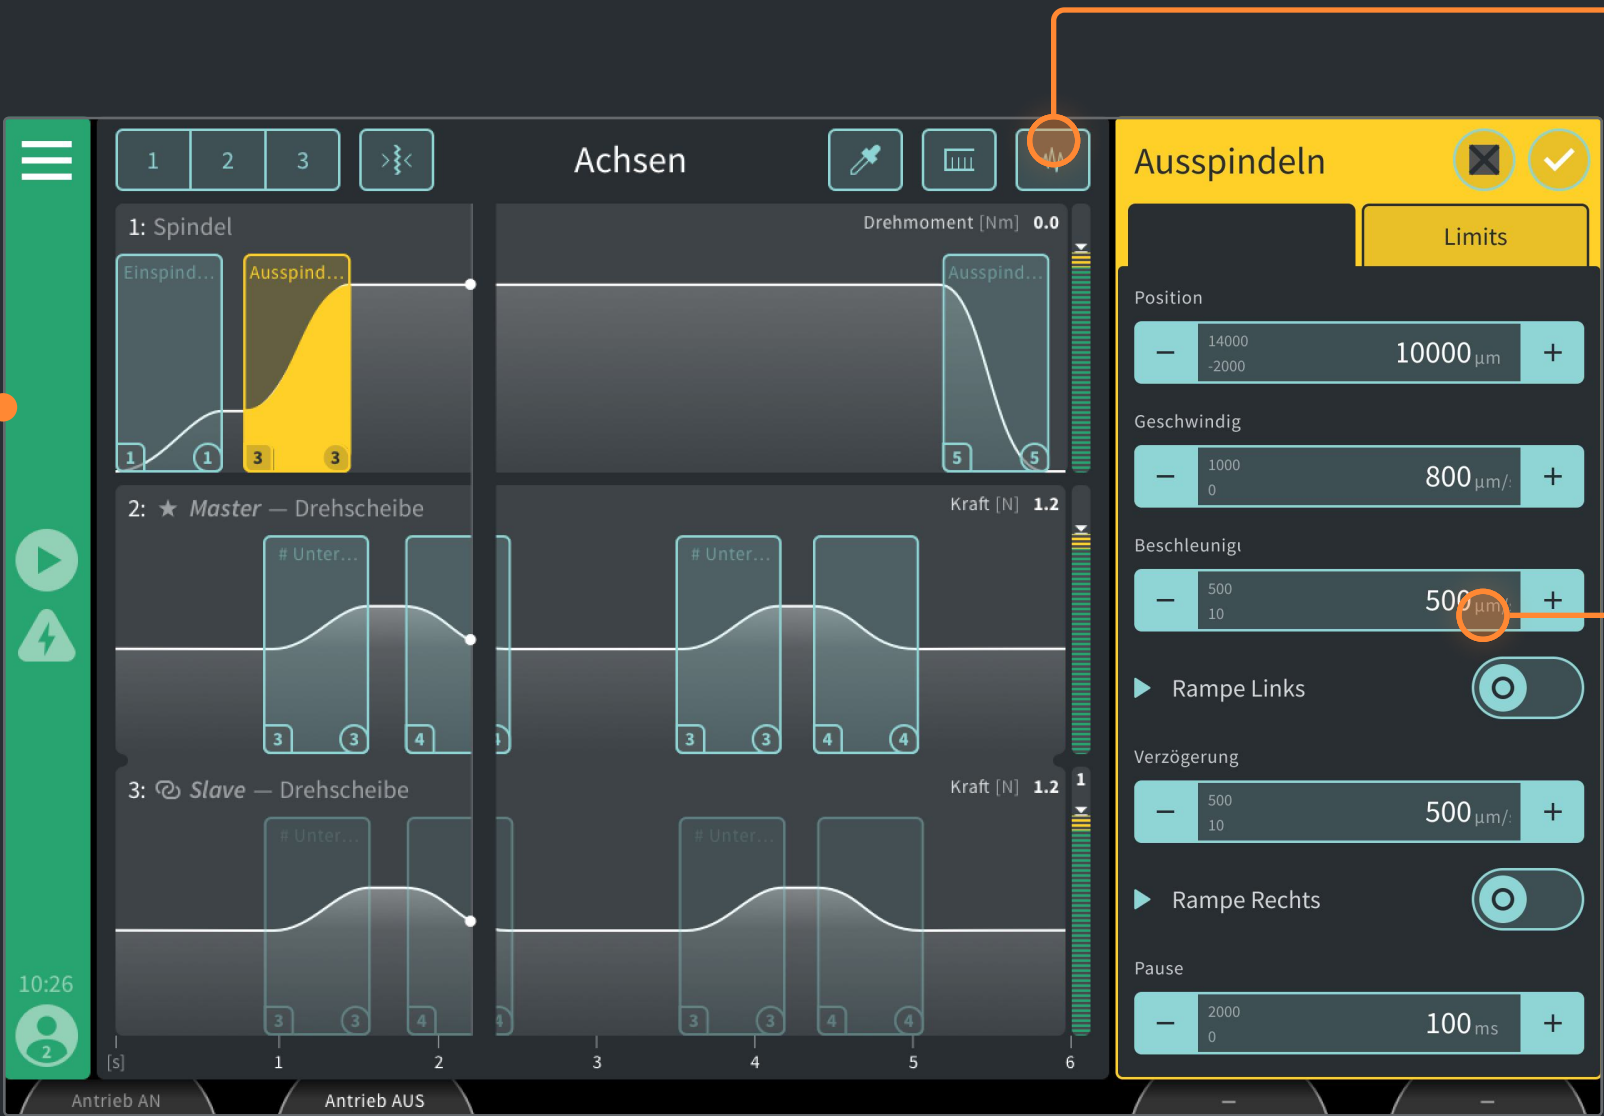 1 2 3
Achsen
Ausspindeln
1: Spindel
Drehmoment [Nm] 0.0
Limits
Einspind...
Ausspind...
Ausspind...
1 1 3 3 5 5
Position
14000
-2000
10000 µm
Geschwindig
1000
0
800 µm/
2: ★ Master — Drehscheibe
Kraft [N] 1.2
# Unter...
# Unter...
3 3 4 4 3 3 4 4
Beschleunigu
500
10
500 µm/
Rampe Links
Verzögerung
500
10
500 µm/
3: Slave — Drehscheibe
Kraft [N] 1.2
1
# Unter...
# Unter...
3 3 4 4 3 3 4 4
Rampe Rechts
Pause
2000
0
100 ms
10:26
2
[s] 1 2 3 4 5 6
Antrieb AN
Antrieb AUS